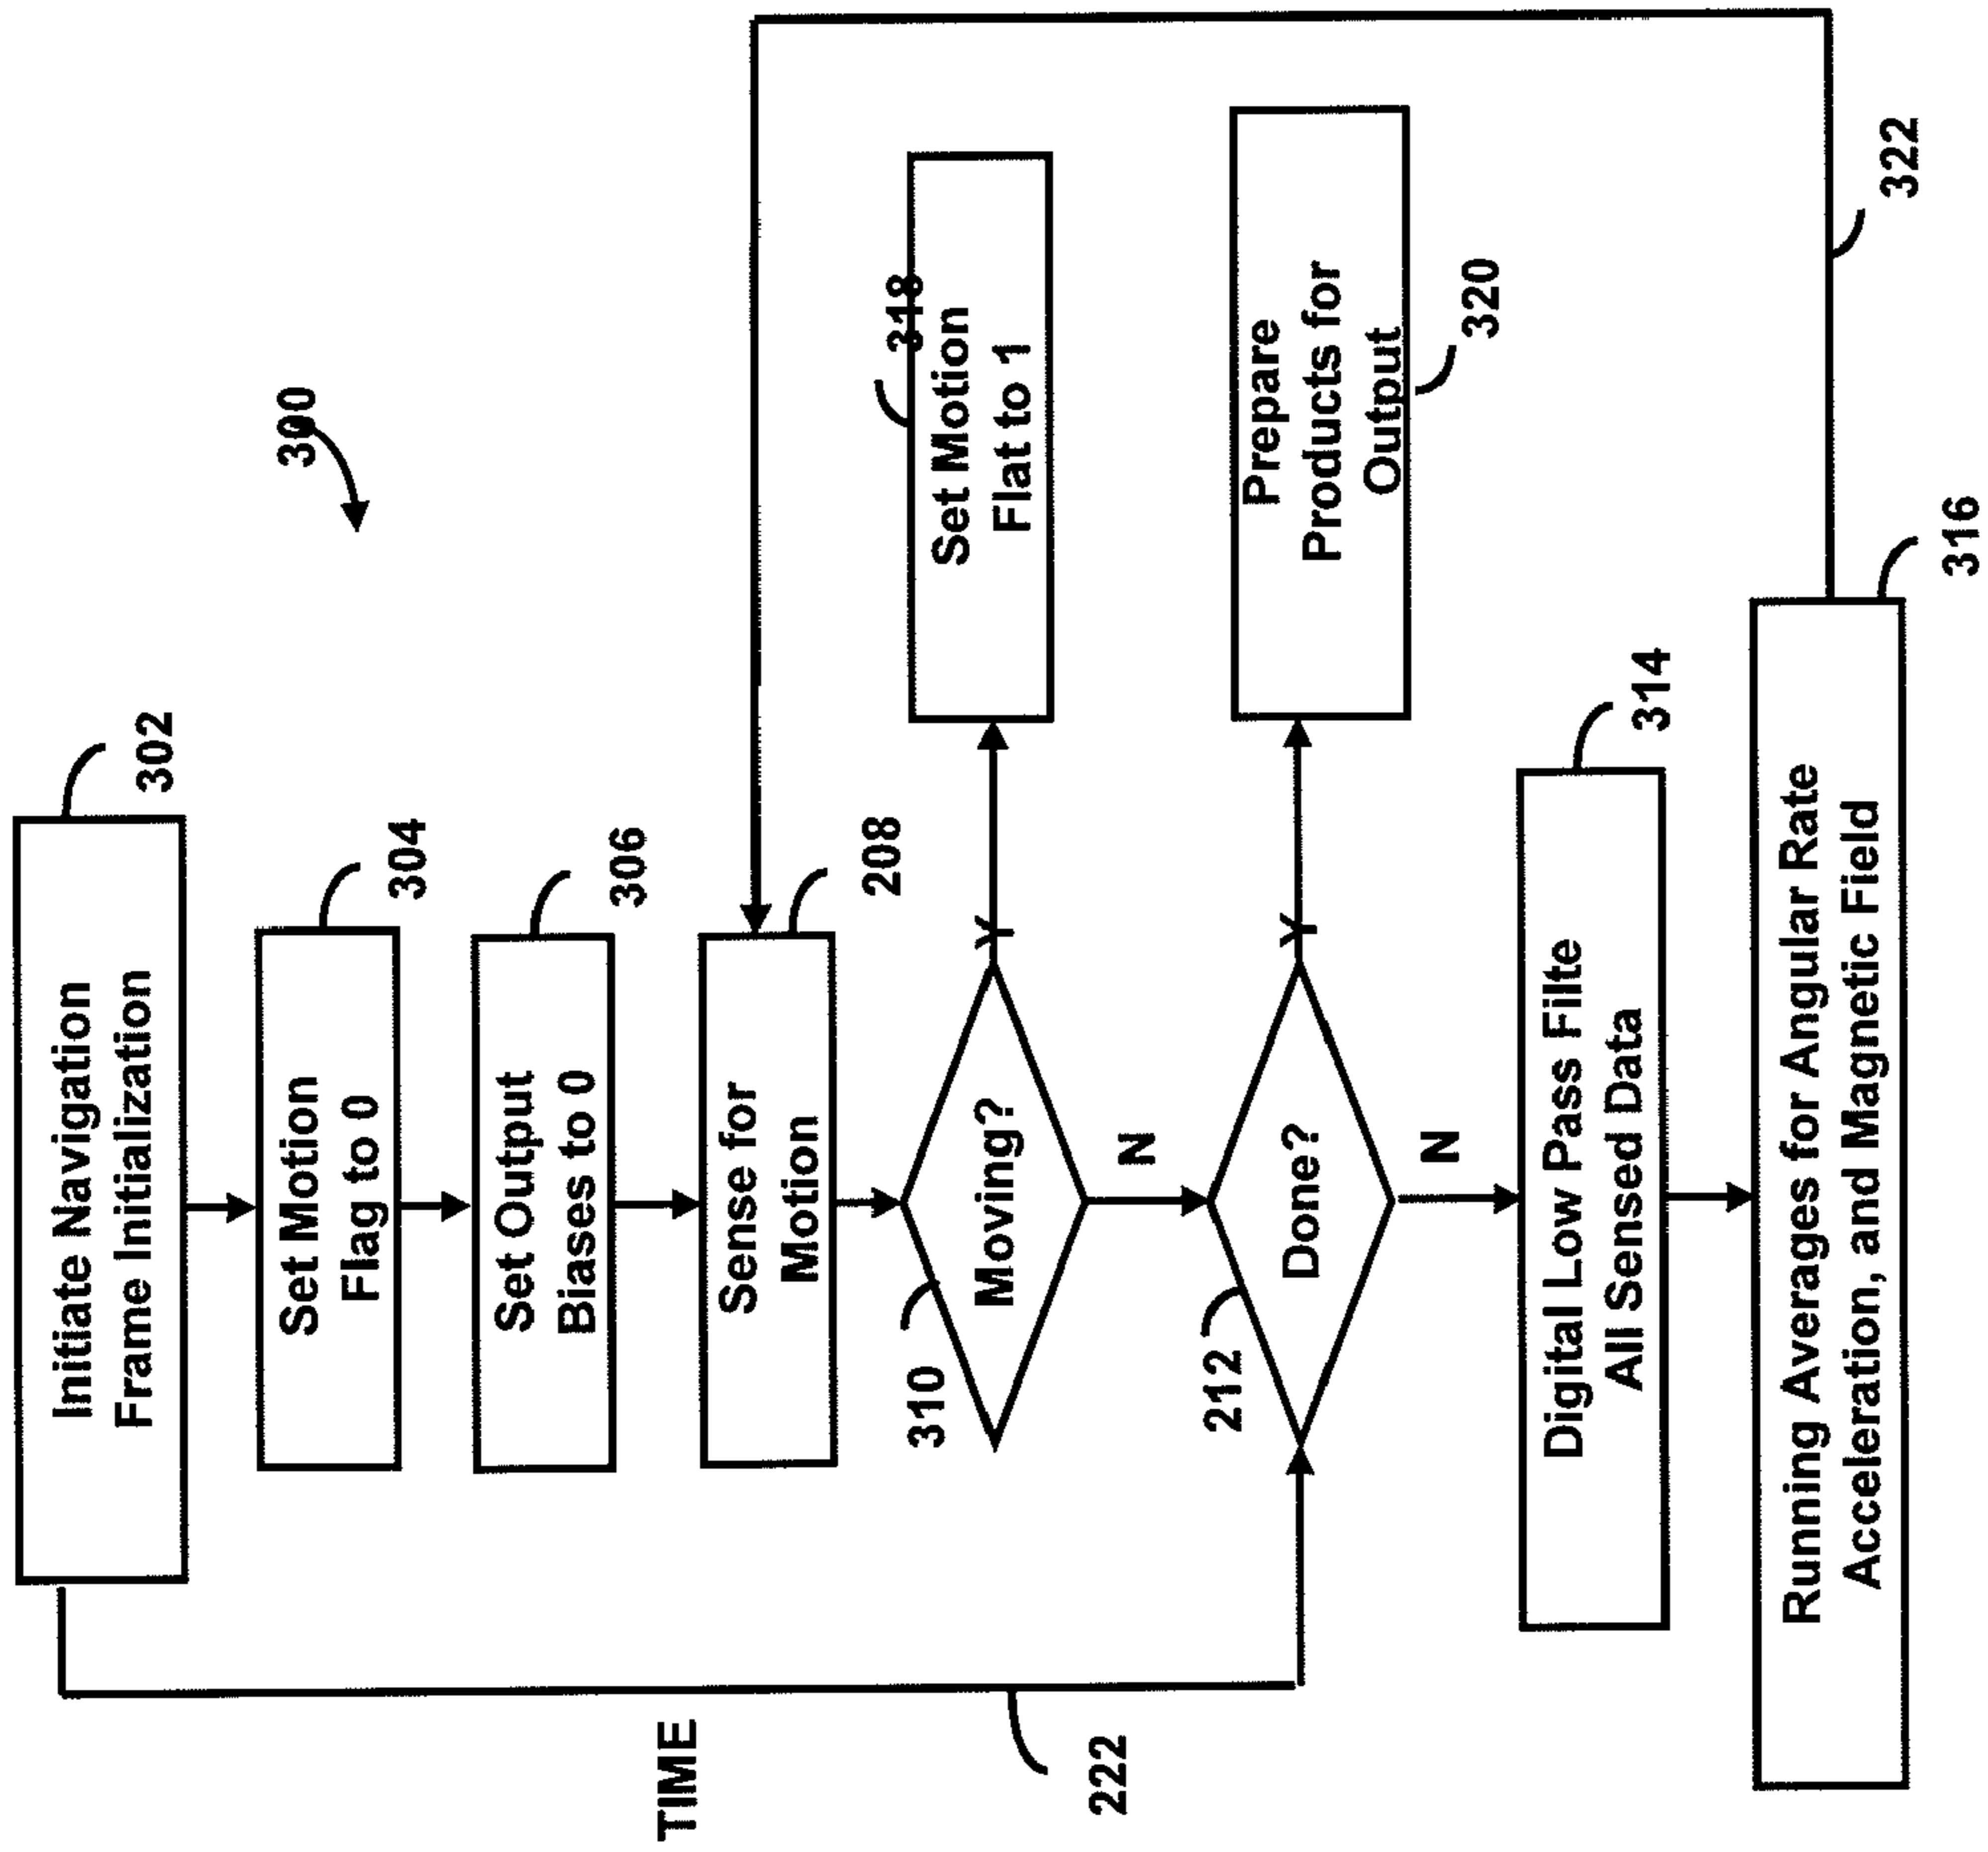 300
Initiate Navigation
Frame Initialization
302
Set Motion
Flag to 0
304
Set Output
Biases to 0
306
Sense for
Motion
208
Moving?
310
Y
N
Set Motion
Flat to 1
318
Done?
212
Y
N
Prepare
Products for
Output
320
Digital Low Pass Filte
All Sensed Data
314
Running Averages for Angular Rate
Acceleration, and Magnetic Field
316
322
TIME
222